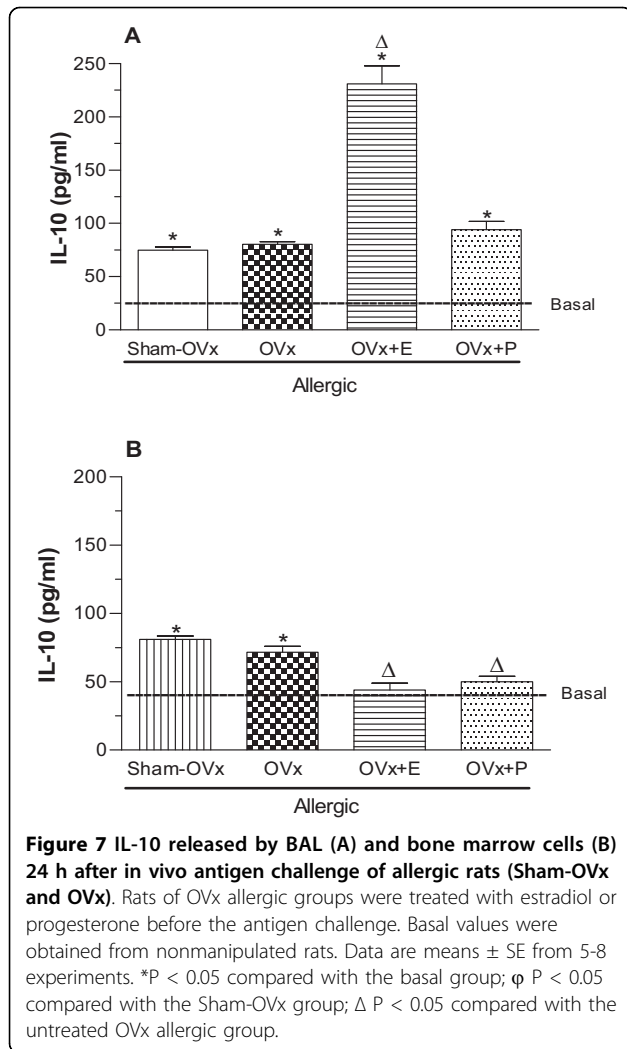 A
Δ
*
250
200
150
100
50
0
IL-10 (pg/ml)
* * *
Basal
Sham-OVx OVx OVx+E OVx+P
Allergic
B
200
150
100
50
0
IL-10 (pg/ml)
* * Δ Δ
Basal
Sham-OVx OVx OVx+E OVx+P
Allergic
Figure 7 IL-10 released by BAL (A) and bone marrow cells (B)
24 h after in vivo antigen challenge of allergic rats (Sham-OVx
and OVx). Rats of OVx allergic groups were treated with estradiol or
progesterone before the antigen challenge. Basal values were
obtained from nonmanipulated rats. Data are means ± SE from 5-8
experiments. *P < 0.05 compared with the basal group; φ P < 0.05
compared with the Sham-OVx group; Δ P < 0.05 compared with the
untreated OVx allergic group.